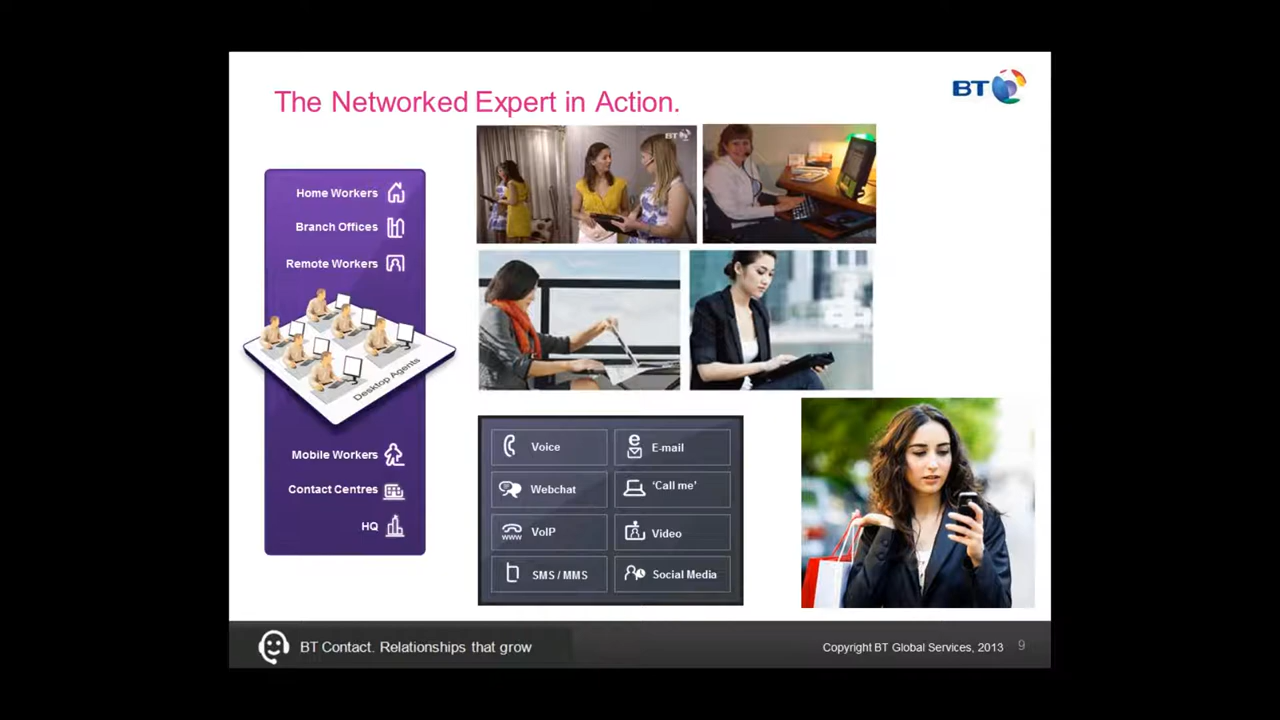 The Networked Expert in Action.
BT
BT
Home Workers
Branch Offices
Remote Workers
Desktop Agents
Mobile Workers
Contact Centres
HQ
Voice
E-mail
e
Webchat
'Call me'
VoIP
www
Video
SMS / MMS
Social Media
BT Contact. Relationships that grow
Copyright BT Global Services, 2013
9